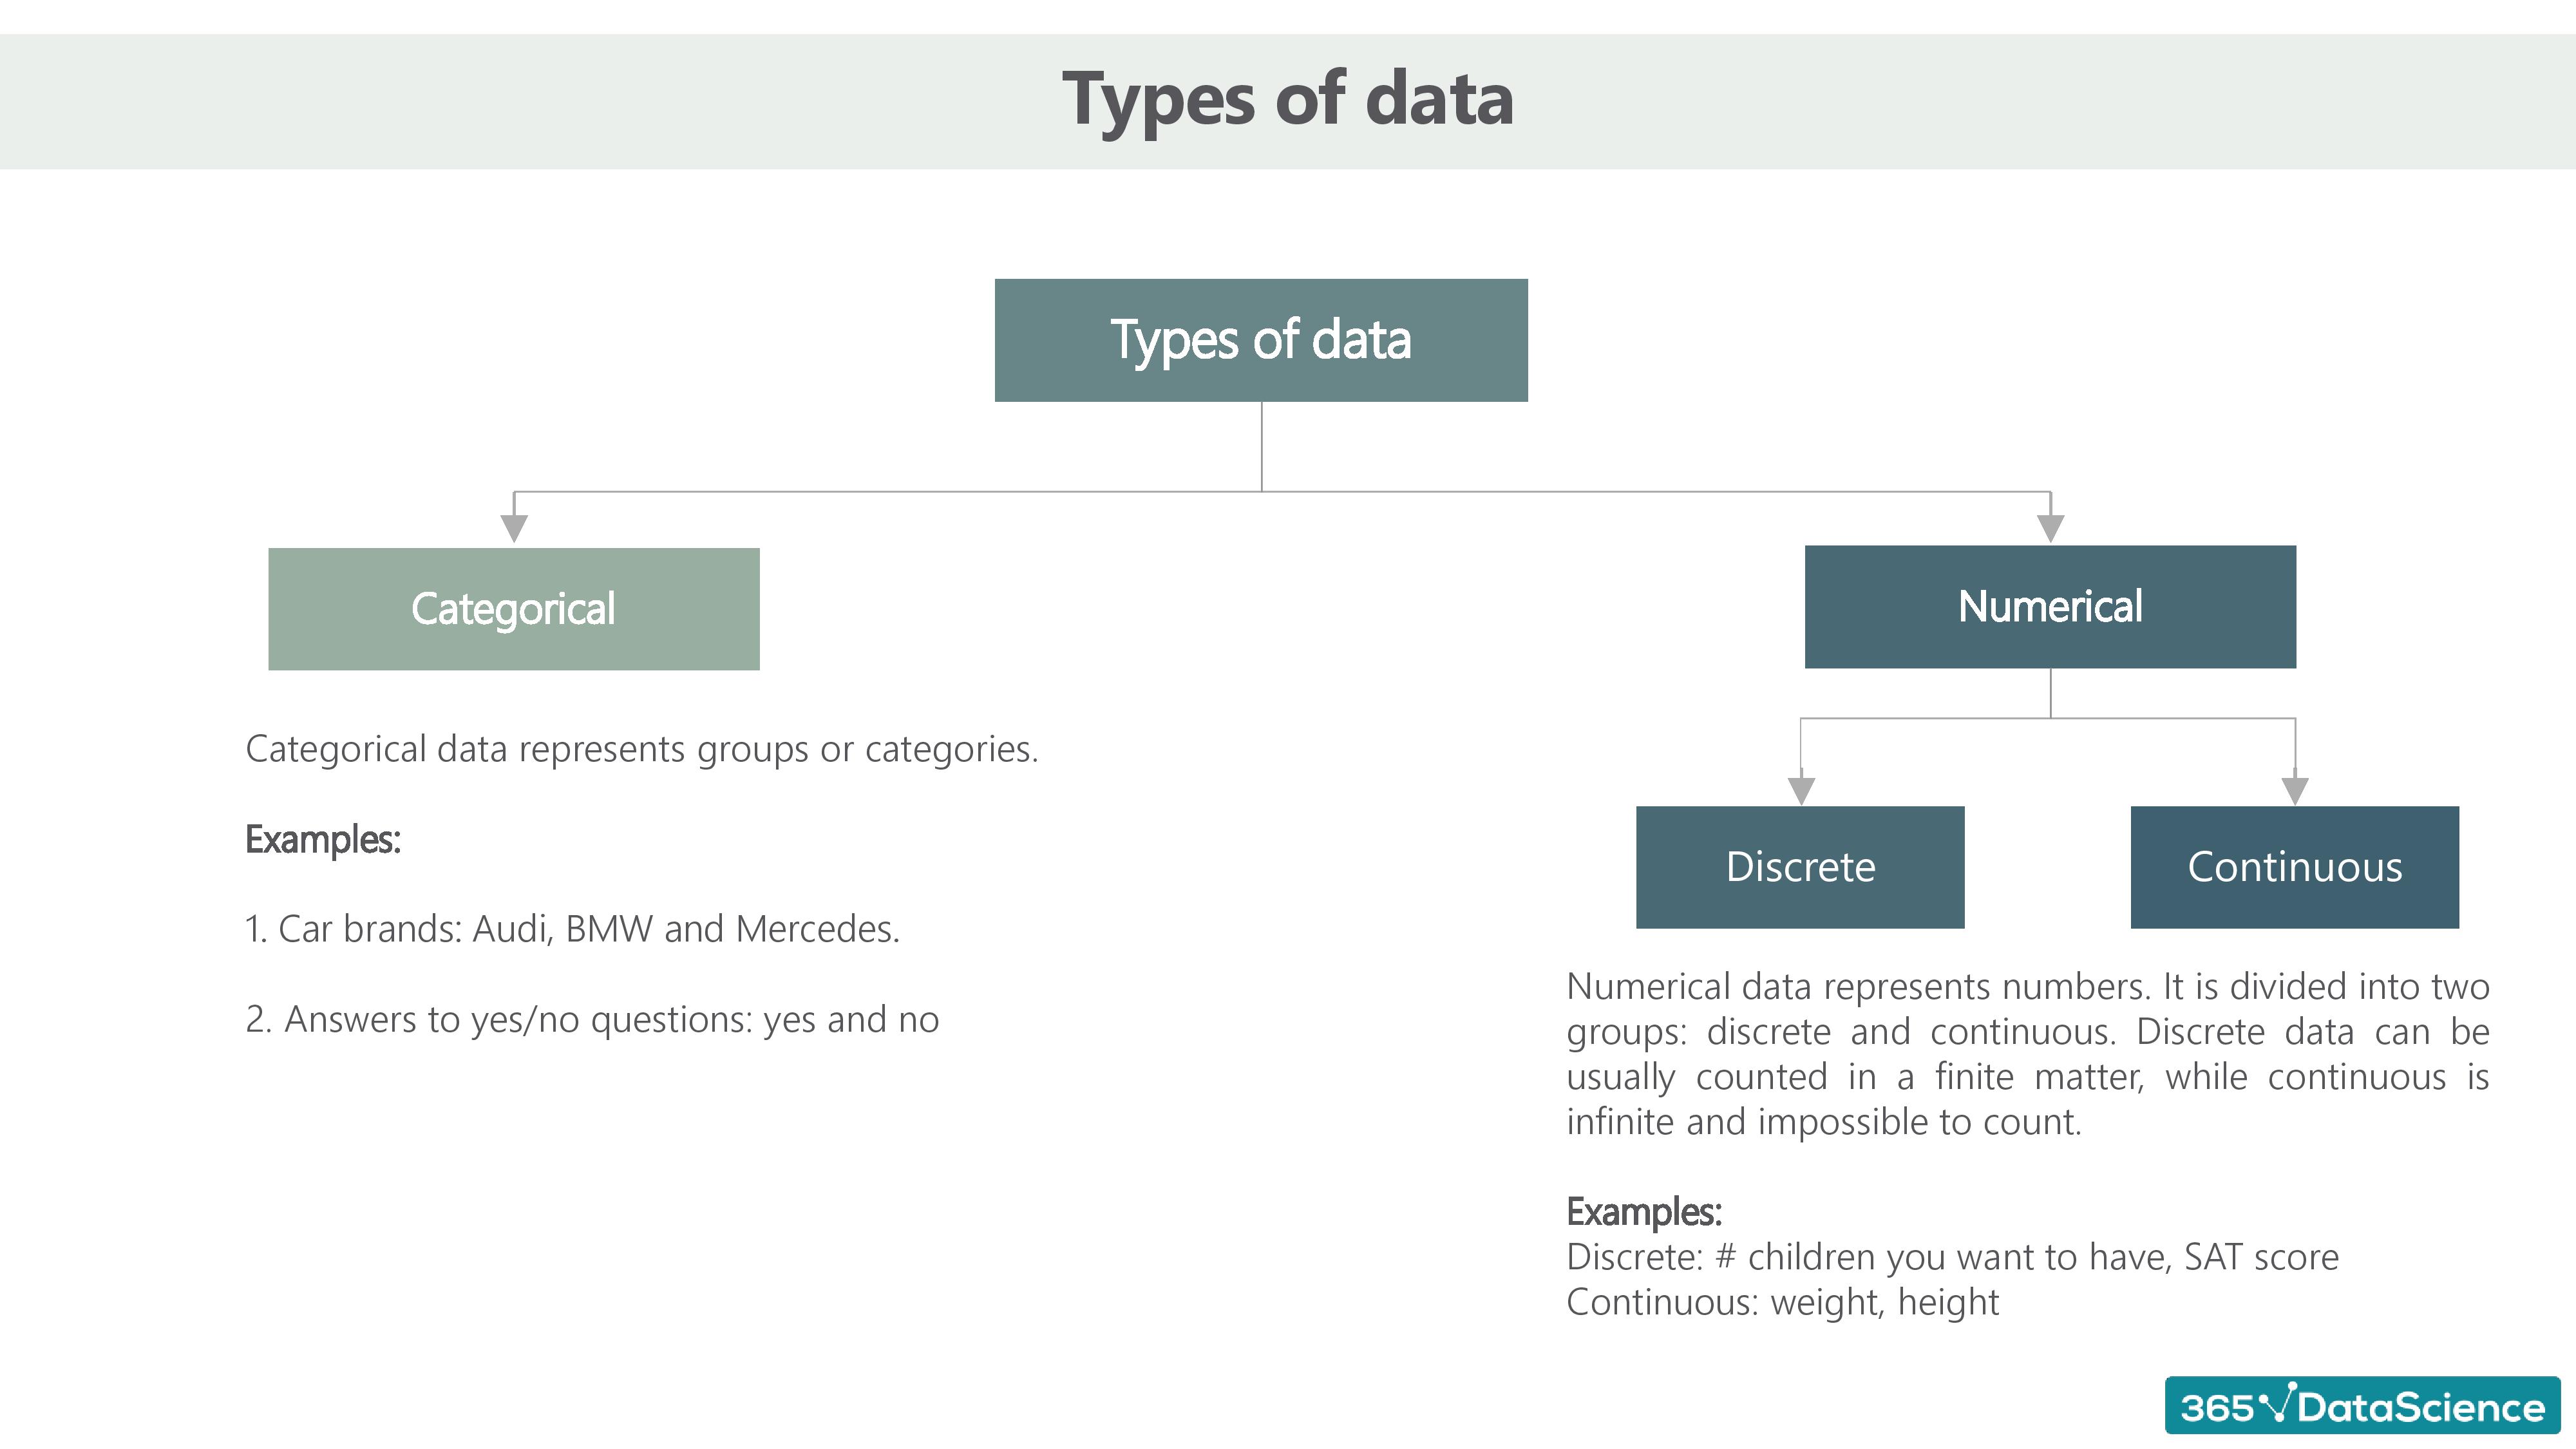 Types of data
Types of data
Categorical
Numerical
Categorical data represents groups or categories.
Examples:
1. Car brands: Audi, BMW and Mercedes.
2. Answers to yes/no questions: yes and no
Discrete
Continuous
Numerical data represents numbers. It is divided into two
groups: discrete and continuous. Discrete data can be
usually counted in a finite matter, while continuous is
infinite and impossible to count.
Examples:
Discrete: # children you want to have, SAT score
Continuous: weight, height
365 DataScience